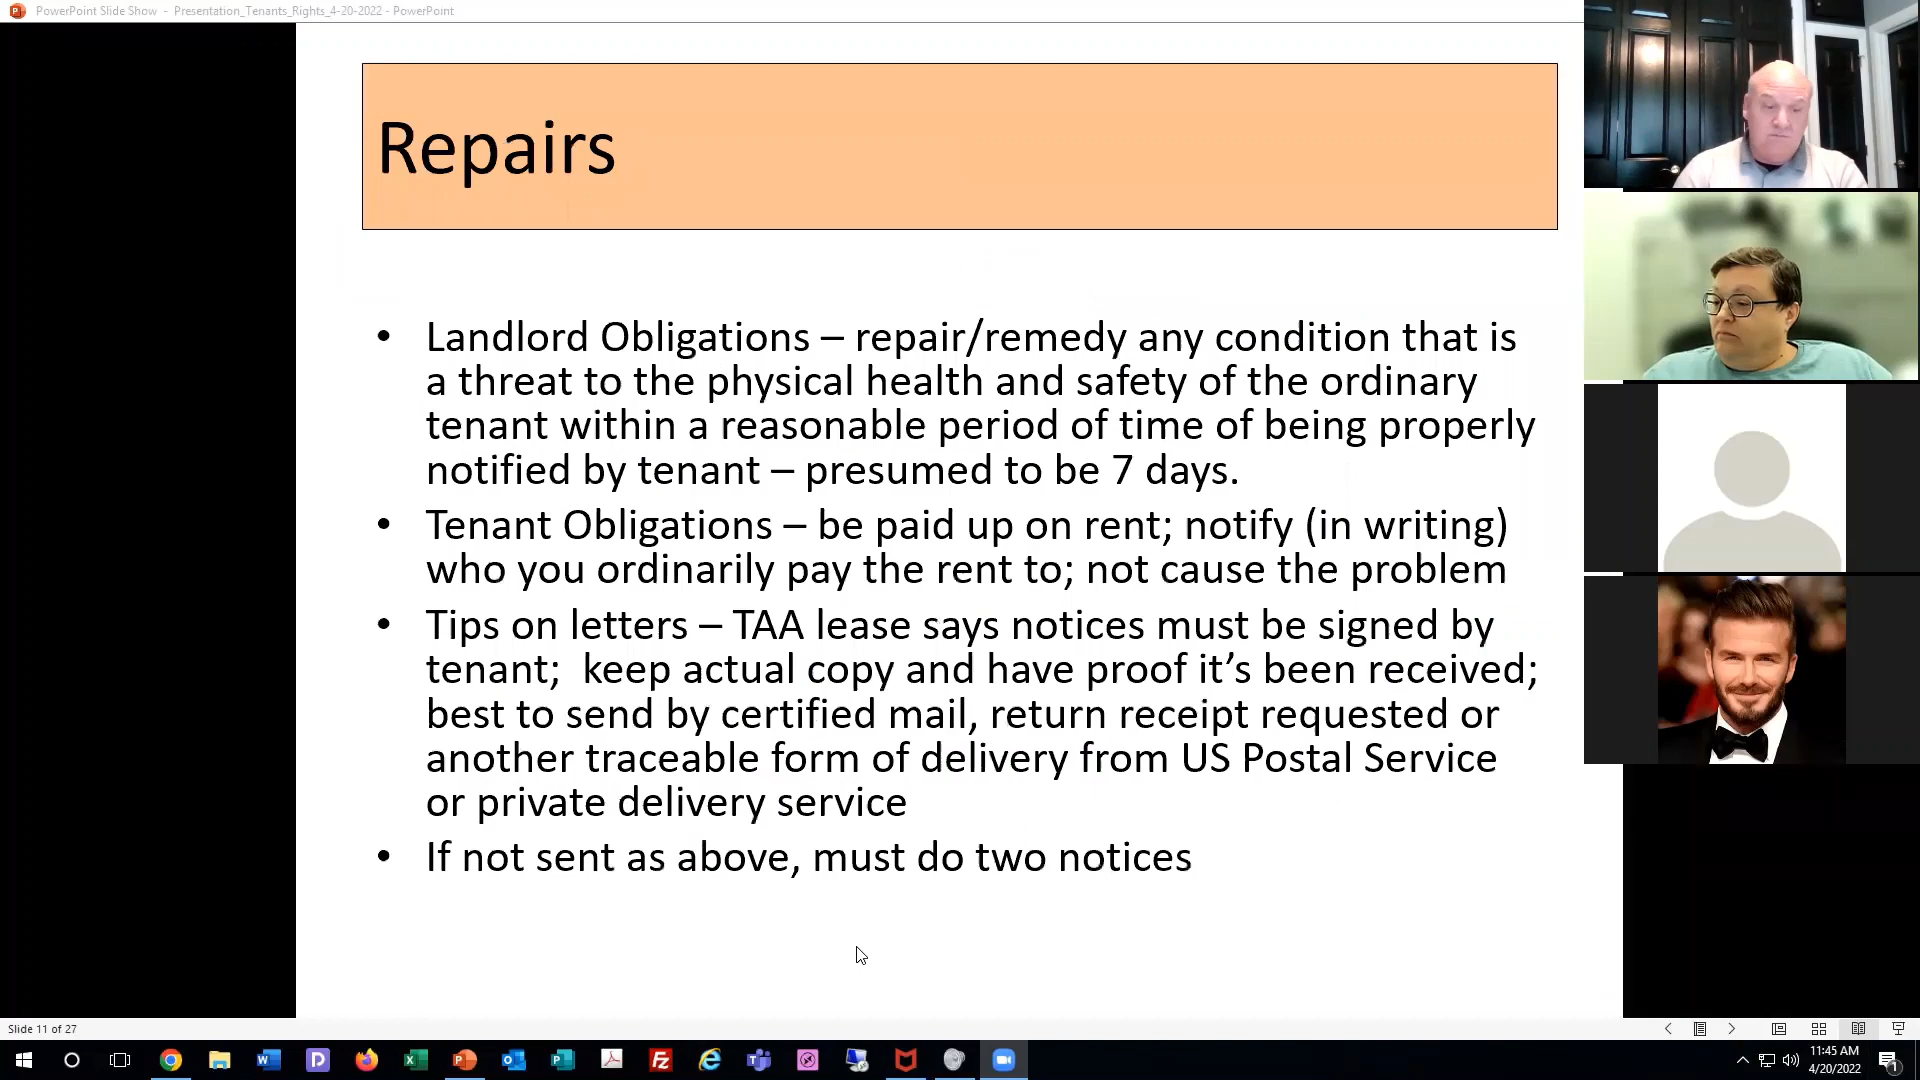 PowerPoint Slide Show - Presentation_Tenants_Rights_4-20-2022 - PowerPoint
Repairs
• Landlord Obligations – repair/remedy any condition that is
a threat to the physical health and safety of the ordinary
tenant within a reasonable period of time of being properly
notified by tenant – presumed to be 7 days.
• Tenant Obligations – be paid up on rent; notify (in writing)
who you ordinarily pay the rent to; not cause the problem
• Tips on letters – TAA lease says notices must be signed by
tenant;  keep actual copy and have proof it’s been received;
best to send by certified mail, return receipt requested or
another traceable form of delivery from US Postal Service
or private delivery service
• If not sent as above, must do two notices
Slide 11 of 27
11:45 AM
4/20/2022